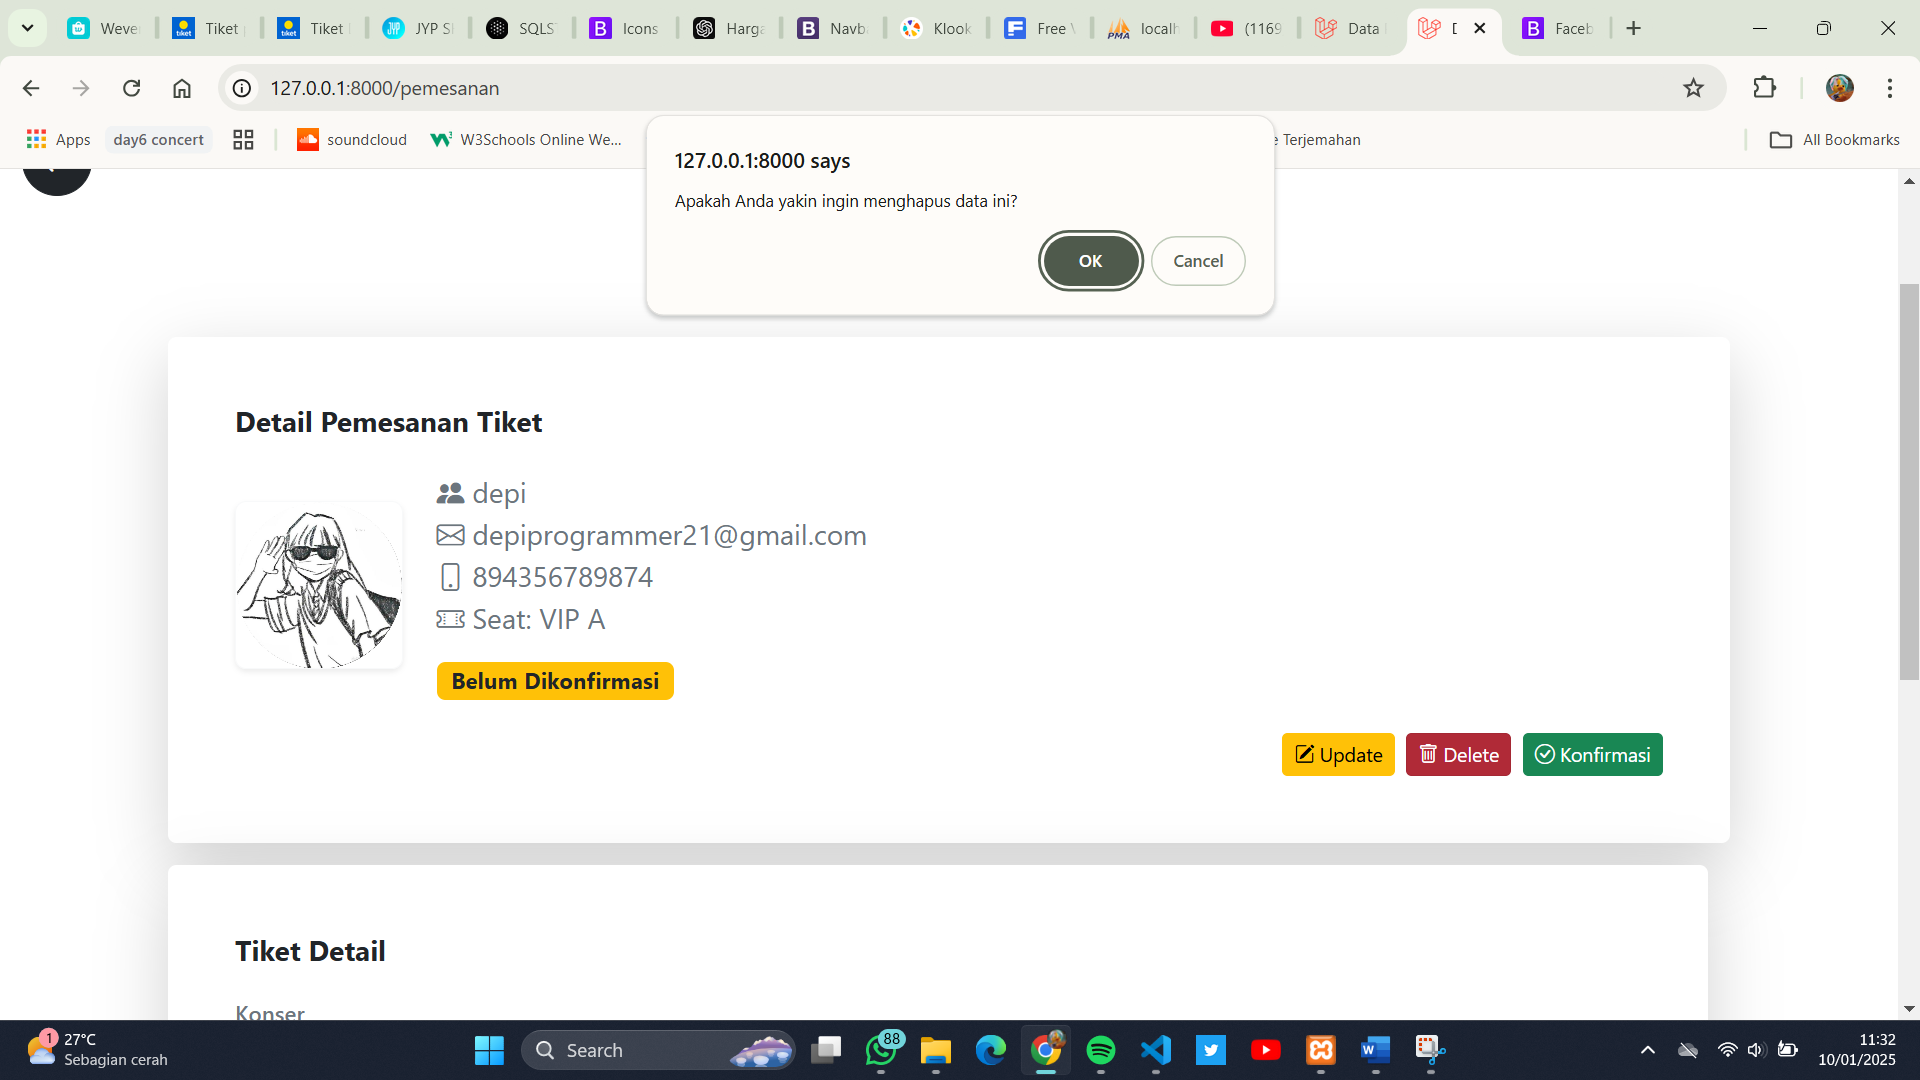 Weve
Tiket
Tiket
JYP S
SQLS
Icons
Harga
Navb
Klook
Free
localh
(1169
Data
Faceb
127.0.0.1:8000/pemesanan
Apps
day6 concert
soundcloud
W3Schools Online We...
Terjemahan
All Bookmarks
127.0.0.1:8000 says
Apakah Anda yakin ingin menghapus data ini?
OK
Cancel
Detail Pemesanan Tiket
depi
depiprogrammer21@gmail.com
894356789874
Seat: VIP A
Belum Dikonfirmasi
Update
Delete
Konfirmasi
Tiket Detail
Konser
1
27°C
Sebagian cerah
Search
88
11:32
10/01/2025